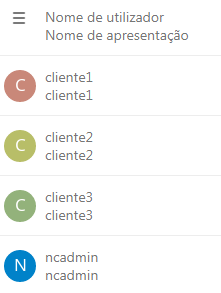 Nome de utilizador
Nome de apresentação
C
cliente1
cliente1
C
cliente2
cliente2
C
cliente3
cliente3
N
ncadmin
ncadmin